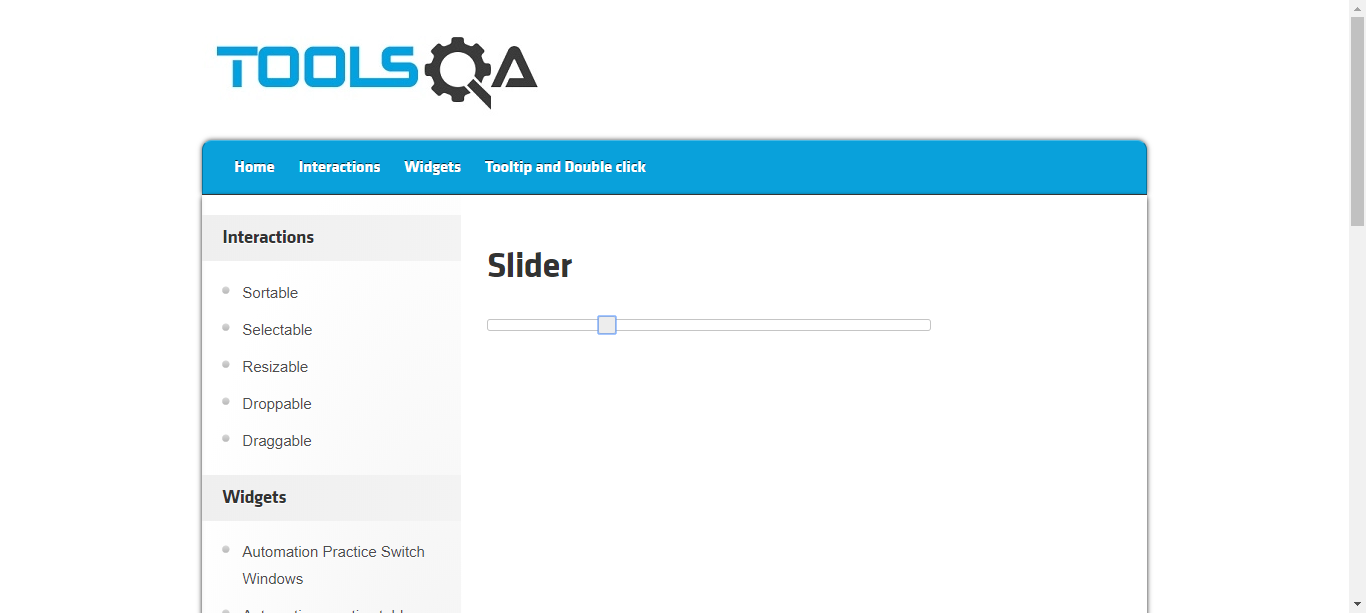 TOOLSQA
Home Interactions Widgets Tooltip and Double click
Interactions
Sortable
Selectable
Resizable
Droppable
Draggable
Widgets
Automation Practice Switch
Windows
Slider